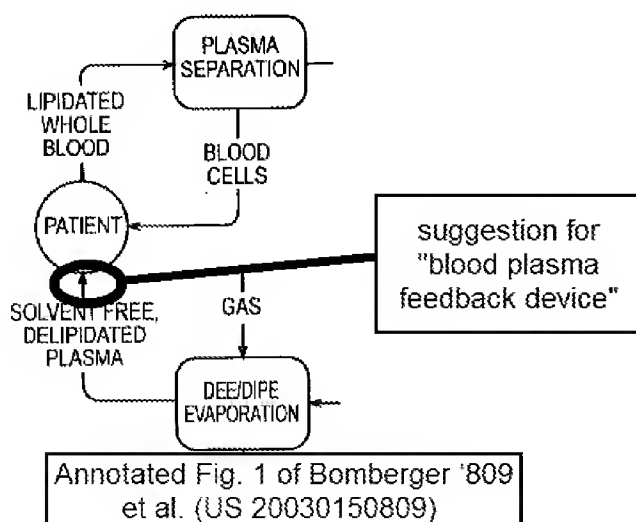 PLASMA
SEPARATION
LIPIDATED
WHOLE
BLOOD
BLOOD
CELLS
PATIENT
suggestion for
"blood plasma
feedback device"
SOLVENT FREE,
DELIPIDATED
PLASMA
GAS
DEE/DIPE
EVAPORATION
Annotated Fig. 1 of Bomberger '809
et al. (US 20030150809)